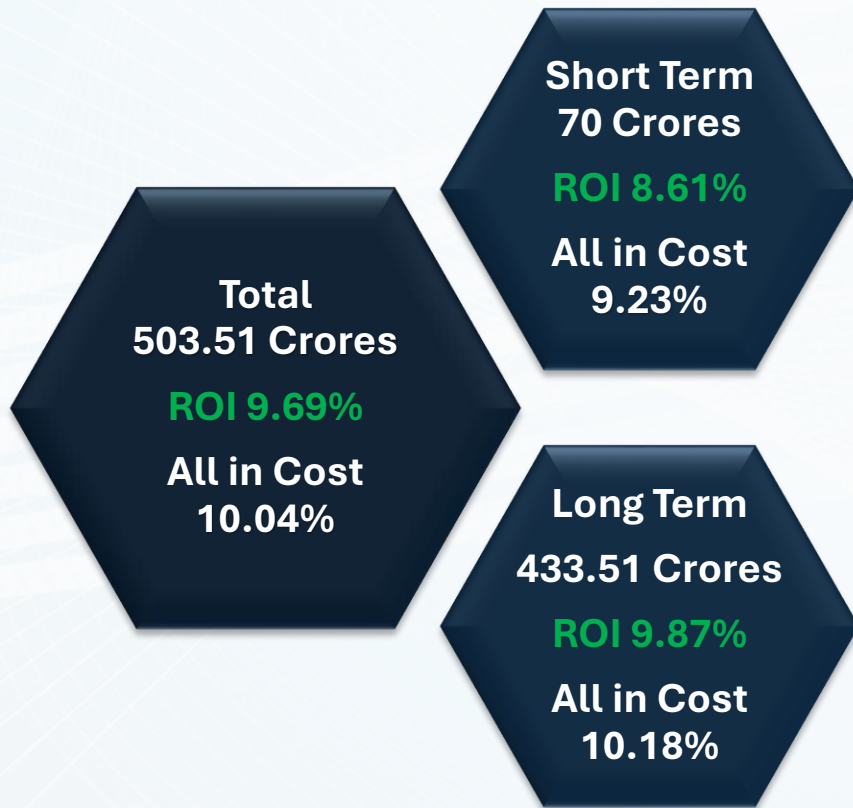 Total
503.51 Crores
ROI 9.69%
All in Cost
10.04%
Short Term
70 Crores
ROI 8.61%
All in Cost
9.23%
Long Term
433.51 Crores
ROI 9.87%
All in Cost
10.18%